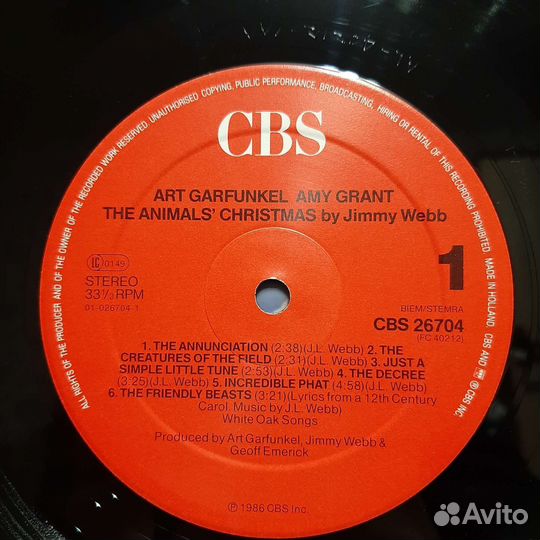 ALL RIGHTS OF THE PRODUCER AND OF THE OWNER OF THE RECORDED WORK RESERVED. UNAUTHORISED COPYING, PUBLIC PERFORMANCE, BROADCASTING, HIRING OR RENTAL OF THIS RECORDING PROHIBITED. MADE IN HOLLAND
CBS
ART GARFUNKEL AMY GRANT
THE ANIMALS' CHRISTMAS by Jimmy Webb
LC 0149
STEREO
33⅓ RPM
01-026704-1
1
BIEM/STEMRA
CBS 26704
(FC 40212)
1. THE ANNUNCIATION (2:38)(J.L. Webb) 2. THE
CREATURES OF THE FIELD (2:31)(J.L. Webb) 3. JUST A
SIMPLE LITTLE TUNE (2:53)(J.L. Webb) 4. THE DECREE
(3:25)(J.L. Webb) 5. INCREDIBLE PHAT (4:58)(J.L. Webb)
6. THE FRIENDLY BEASTS (3:21)(Lyrics from a 12th Century
Carol. Music by J.L. Webb)
White Oak Songs
Produced by Art Garfunkel, Jimmy Webb &
Geoff Emerick
℗ 1986 CBS Inc.
CBS AND
® CBS INC.
Avito